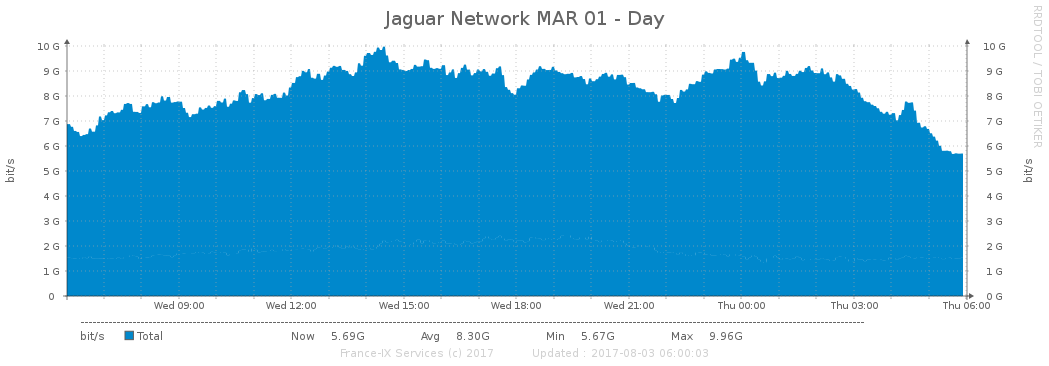 Jaguar Network MAR 01 - Day
RRDTOOL / TOBI OETIKER
10 G 10 G
9 G 9 G
8 G 8 G
7 G 7 G
6 G 6 G
5 G 5 G
4 G 4 G
3 G 3 G
2 G 2 G
1 G 1 G
0 0 G
bit/s
bit/s
Wed 09:00 Wed 12:00 Wed 15:00 Wed 18:00 Wed 21:00 Thu 00:00 Thu 03:00 Thu 06:00
bit/s Total Now 5.69G Avg 8.30G Min 5.67G Max 9.96G
France-IX Services (c) 2017 Updated : 2017-08-03 06:00:03